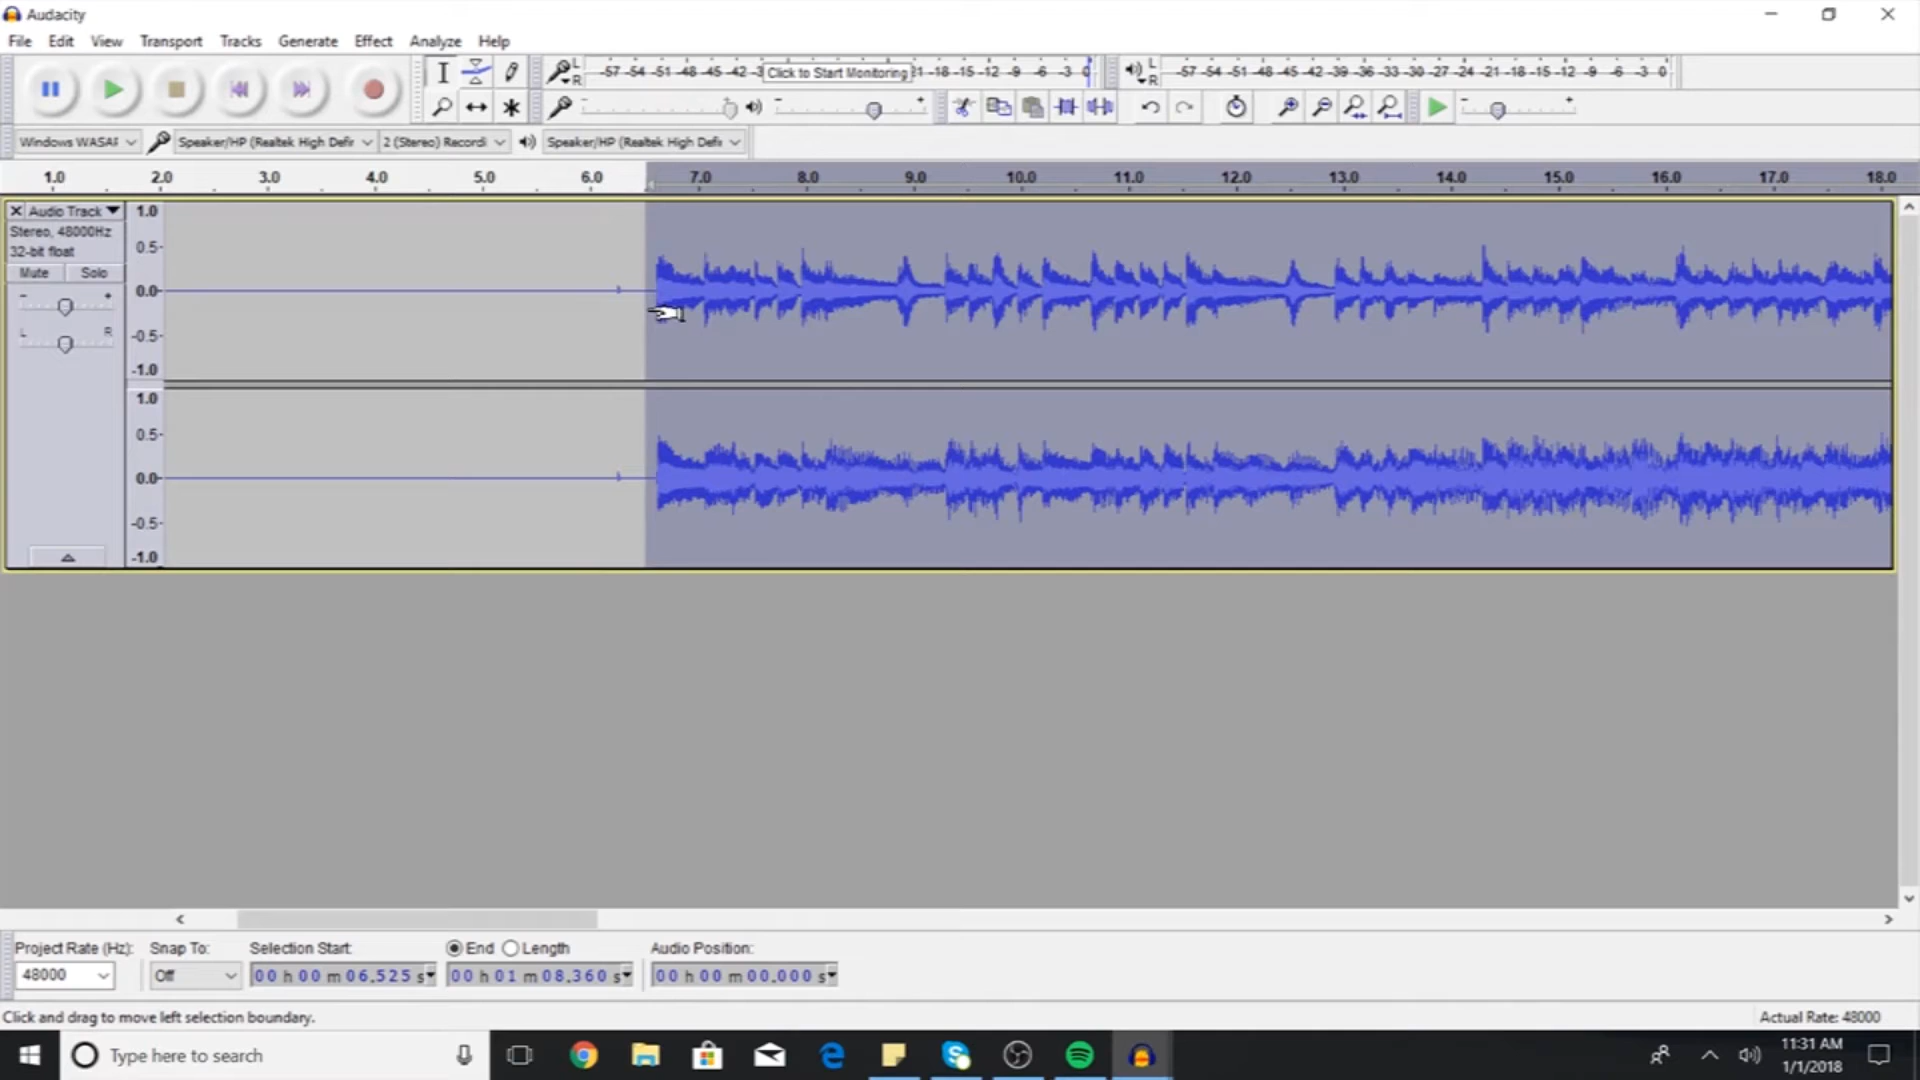 Audacity
File Edit View Transport Tracks Generate Effect Analyze Help
L R -57 -54 -51 -48 -45 -42 -3 Click to Start Monitoring 21 -18 -15 -12 -9 -6 -3 0 L R -57 -54 -51 -48 -45 -42 -39 -36 -33 -30 -27 -24 -21 -18 -15 -12 -9 -6 -3 0
Windows WASAF Speaker/HP (Realtek High Defir 2 (Stereo) Recordi Speaker/HP (Realtek High Defi
1.0 2.0 3.0 4.0 5.0 6.0 7.0 8.0 9.0 10.0 11.0 12.0 13.0 14.0 15.0 16.0 17.0 18.0
X Audio Track 1.0
Stereo, 48000Hz 0.5
32-bit float
Mute Solo
- + 0.0
L R -0.5
-1.0
1.0
0.5
0.0
-0.5
-1.0
Project Rate (Hz): Snap To: Selection Start: End Length Audio Position:
48000 Off 00 h 00 m 06.525 s 00 h 01 m 08.360 s 00 h 00 m 00.000 s
Click and drag to move left selection boundary. Actual Rate: 48000
Type here to search 11:31 AM
1/1/2018